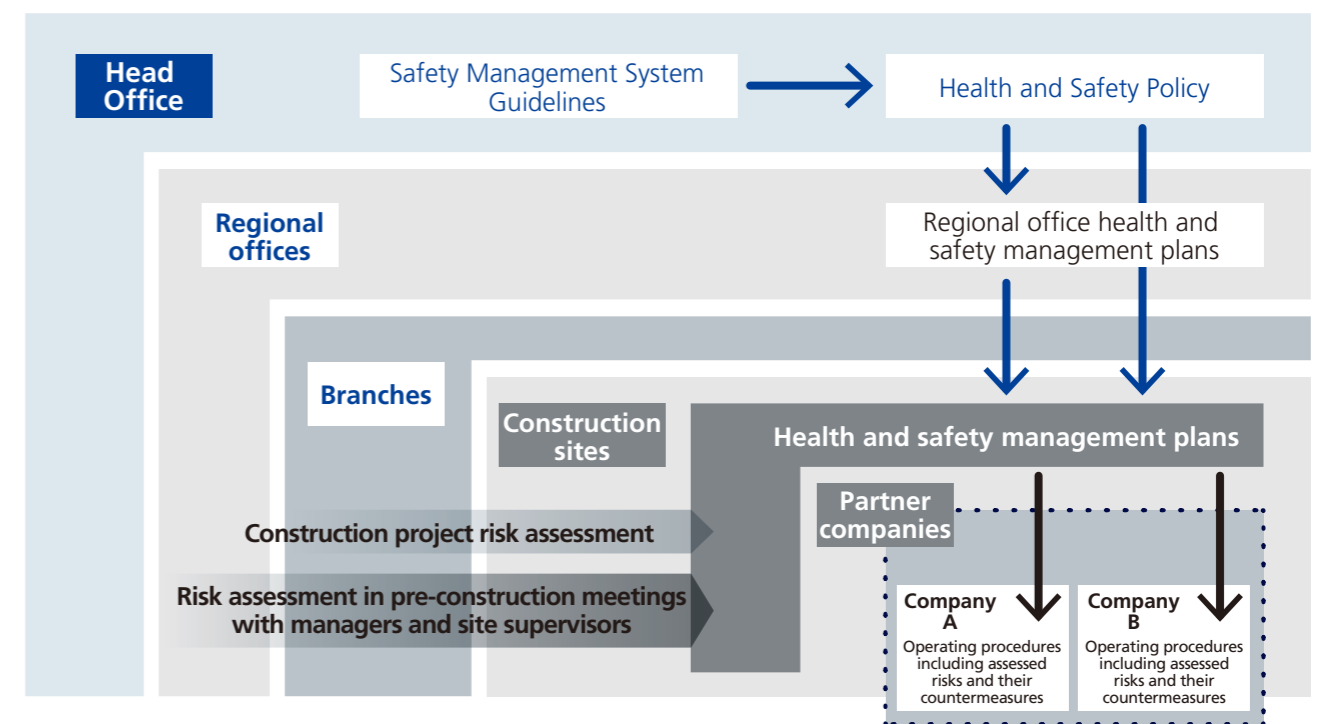 Head
Office
Safety Management System
Guidelines
Health and Safety Policy
Regional
offices
Regional office health and
safety management plans
Branches
Construction
sites
Health and safety management plans
Construction project risk assessment
Risk assessment in pre-construction meetings
with managers and site supervisors
Partner
companies
Company
A
Operating procedures
including assessed
risks and their
countermeasures
Company
B
Operating procedures
including assessed
risks and their
countermeasures